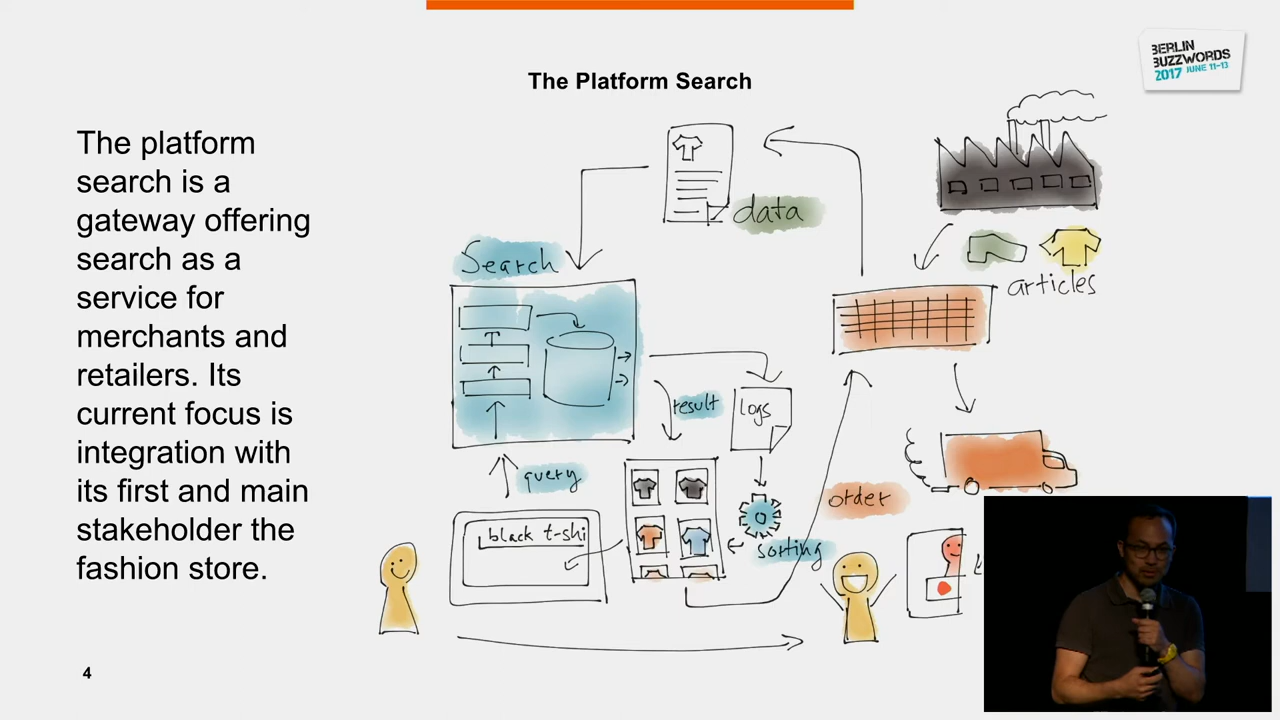 BERLIN
BUZZWORDS
2017 JUNE 11-13
The Platform Search
The platform
search is a
gateway offering
search as a
service for
merchants and
retailers. Its
current focus is
integration with
its first and main
stakeholder the
fashion store.
data
Search
articles
result
logs
query
order
black t-shi
sorting
4